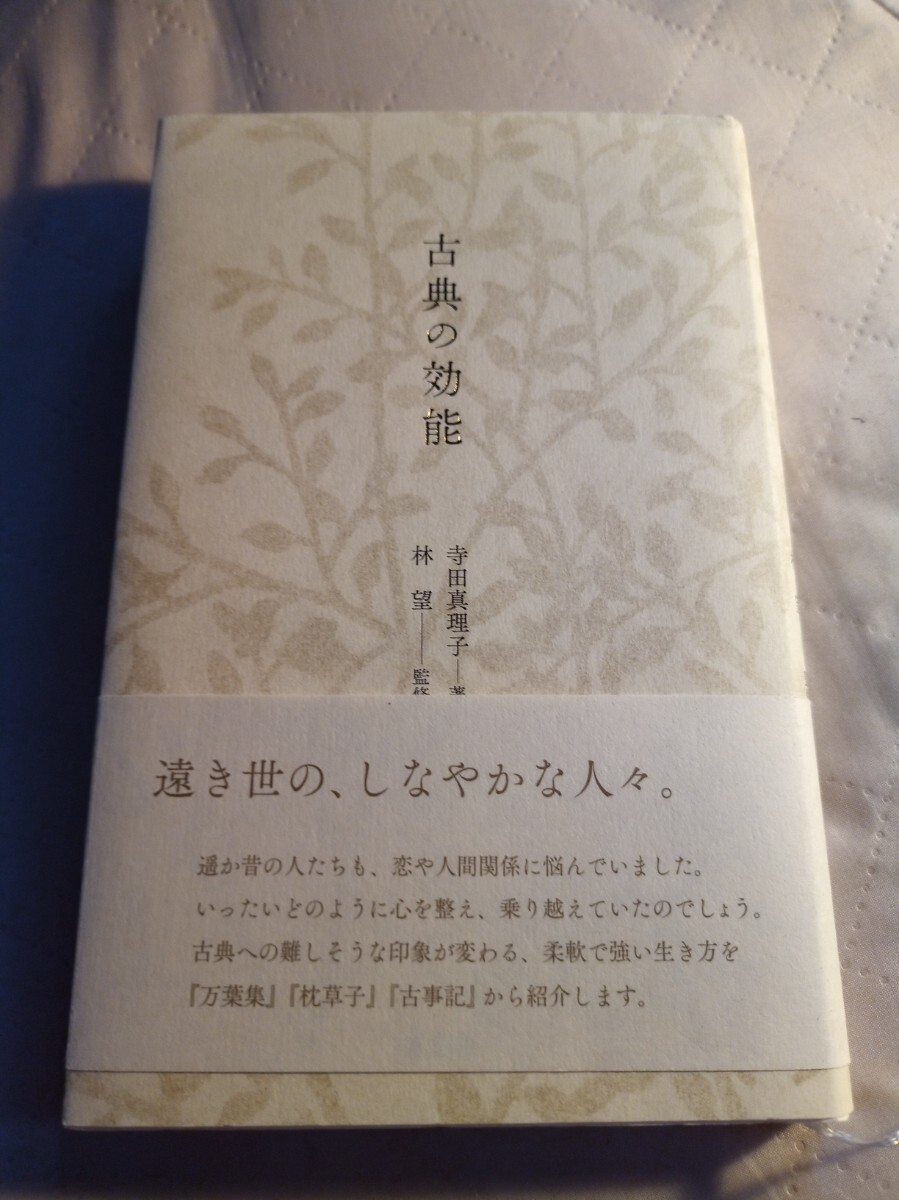 古典の効能
寺田真理子―著
林 望――監修
遠き世の、しなやかな人々。
遥か昔の人たちも、恋や人間関係に悩んでいました。
いったいどのように心を整え、乗り越えていたのでしょう。
古典への難しそうな印象が変わる、柔軟で強い生き方を
『万葉集』『枕草子』『古事記』から紹介します。